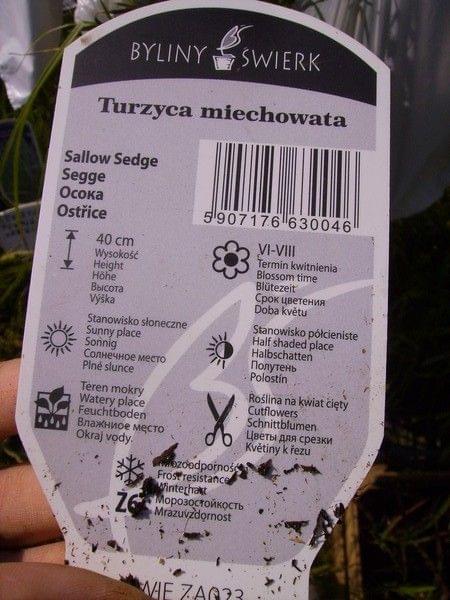 BYLINY ŚWIERK
Turzyca miechowata
Sallow Sedge
Segge
Осока
Ostřice
5 907176 630046
40 cm
Wysokość
Height
Höhe
Высота
Výška
VI-VIII
Termin kwitnienia
Blossom time
Blütezeit
Срок цветения
Doba květu
Stanowisko słoneczne
Sunny place
Sonnig
Солнечное место
Plné slunce
Stanowisko półcieniste
Half shaded place
Halbschatten
Полутень
Polostín
Teren mokry
Watery place
Feuchtboden
Влажниое место
Okraj vody.
Roślina na kwiat cięty
Cutflowers
Schnittblumen
Цветы для срезки
Květiny k řezu
Mrozoodporność
Frost resistance
Winterhart
Морозостойкость
Mrazuvzdornost